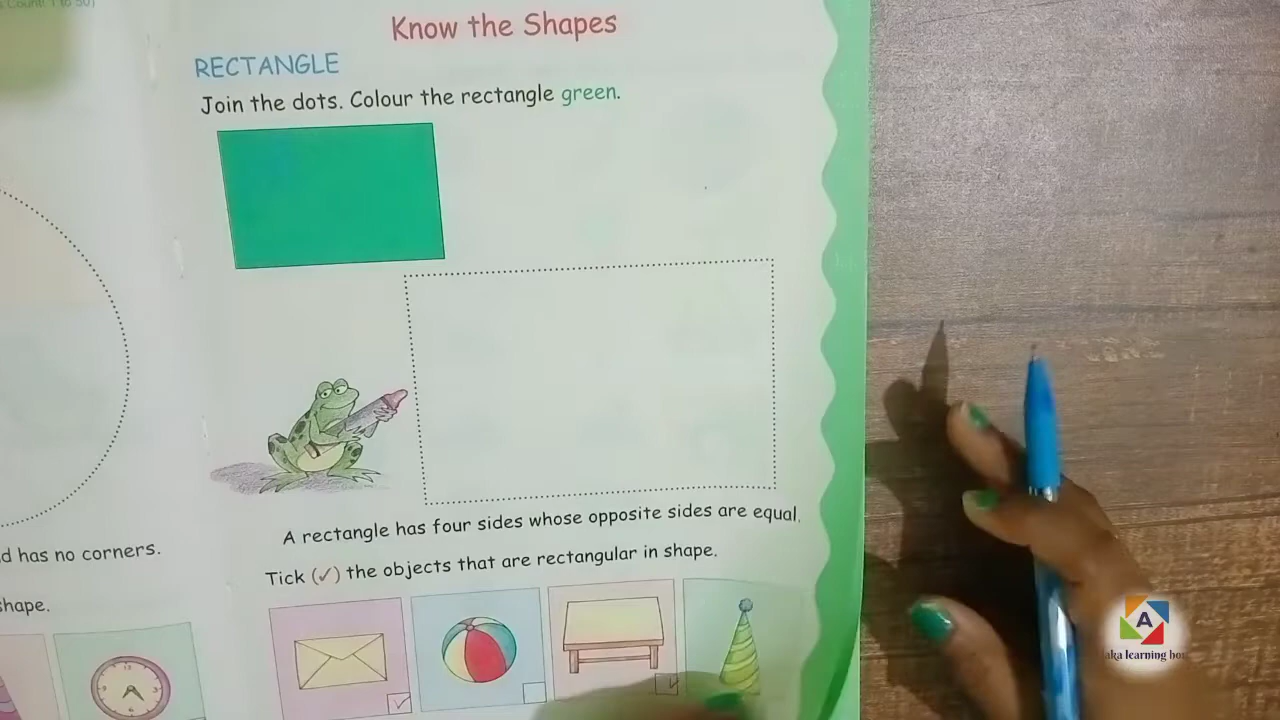 Know the Shapes
RECTANGLE
Join the dots. Colour the rectangle green.
A rectangle has four sides whose opposite sides are equal.
Tick (✓) the objects that are rectangular in shape.
has no corners.
shape.
A
learning